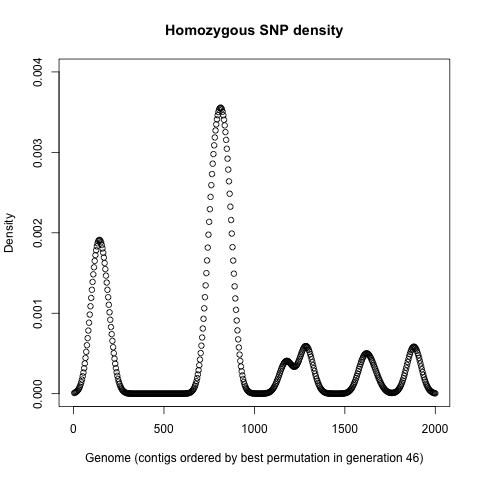 Homozygous SNP density
Density
0.004
0.003
0.002
0.001
0.000
0 500 1000 1500 2000
Genome (contigs ordered by best permutation in generation 46)